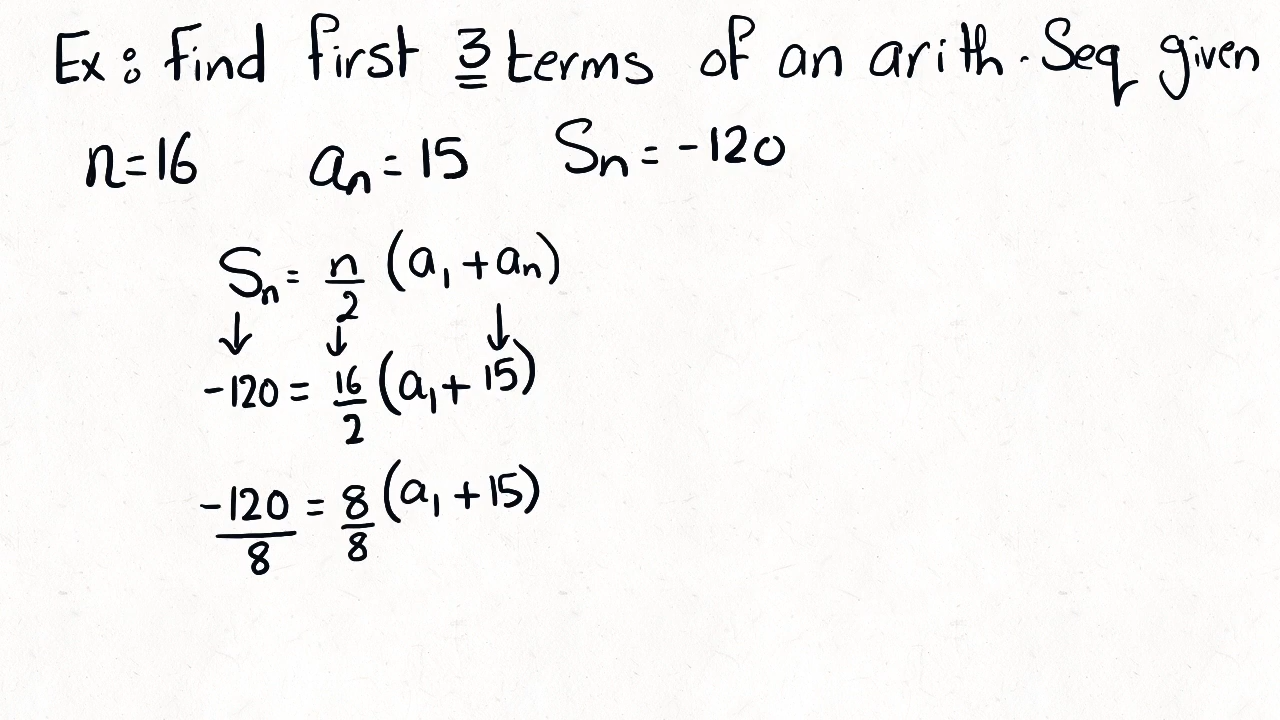 Ex: Find first 3 terms of an arith. Seq given
n=16 aₙ = 15 Sₙ = -120
Sₙ = n/2 (a₁ + aₙ)
↓ ↓ ↓
-120 = 16/2 (a₁ + 15)
-120/8 = 8/8 (a₁ + 15)